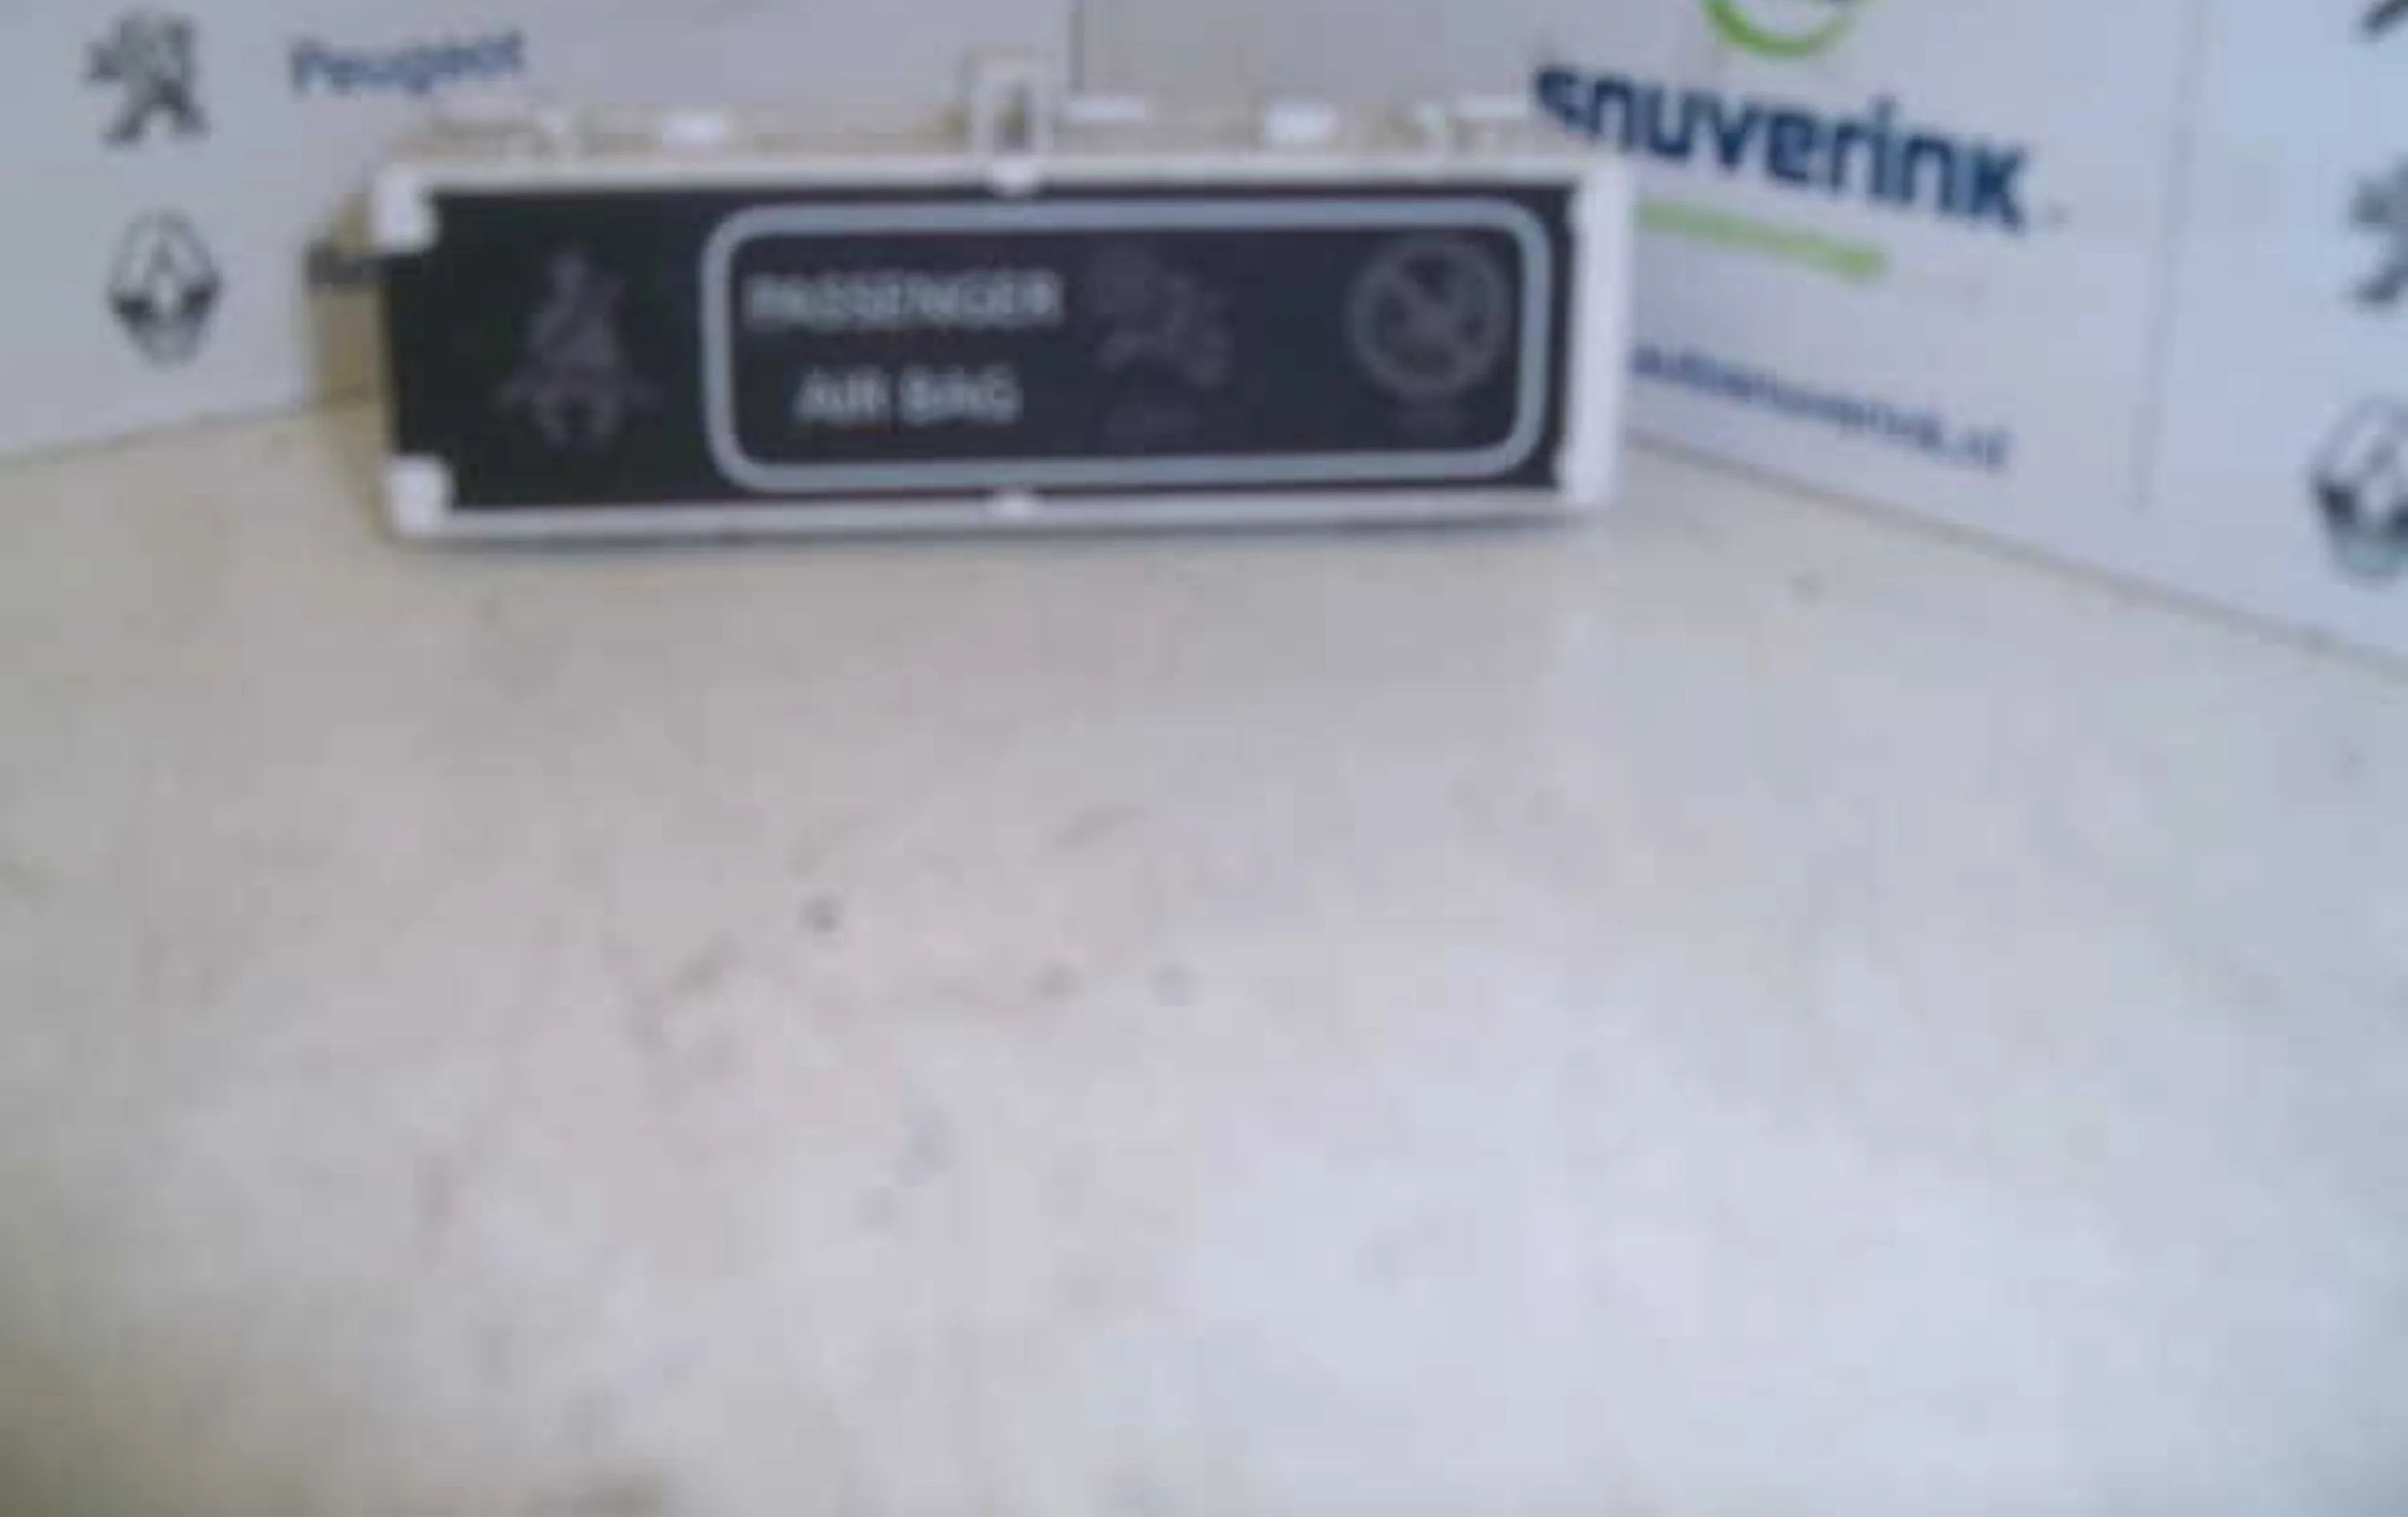 Peugeot
snuverink
PASSENGER
AIR BAG